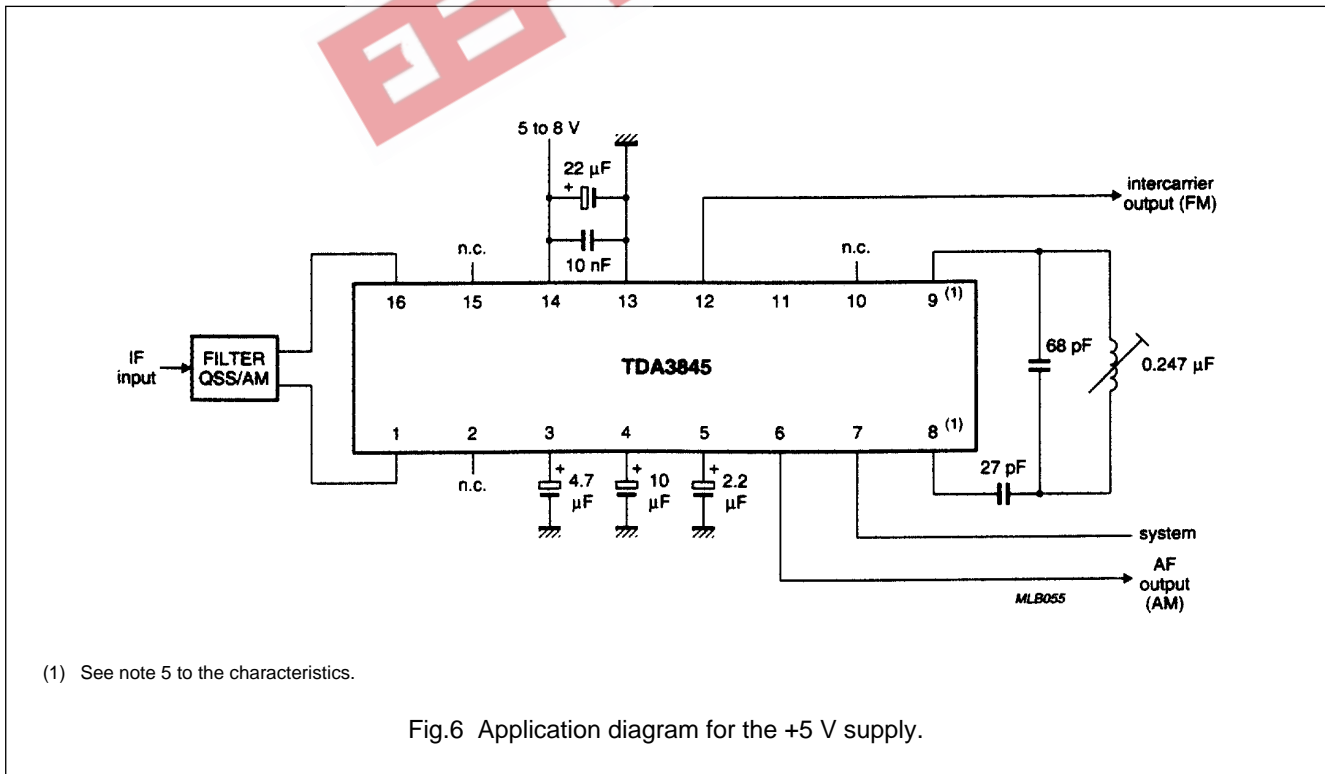 5 to 8 V
22 µF
+
10 nF
intercarrier
output (FM)
n.c.
n.c.
16 15 14 13 12 11 10 9 (1)
IF
input
FILTER
QSS/AM
TDA3845
68 pF
0.247 µF
1 2 3 4 5 6 7 8 (1)
n.c.
+ 4.7 µF
+ 10 µF
+ 2.2 µF
27 pF
system
AF
output
(AM)
MLB055
(1) See note 5 to the characteristics.
Fig.6 Application diagram for the +5 V supply.